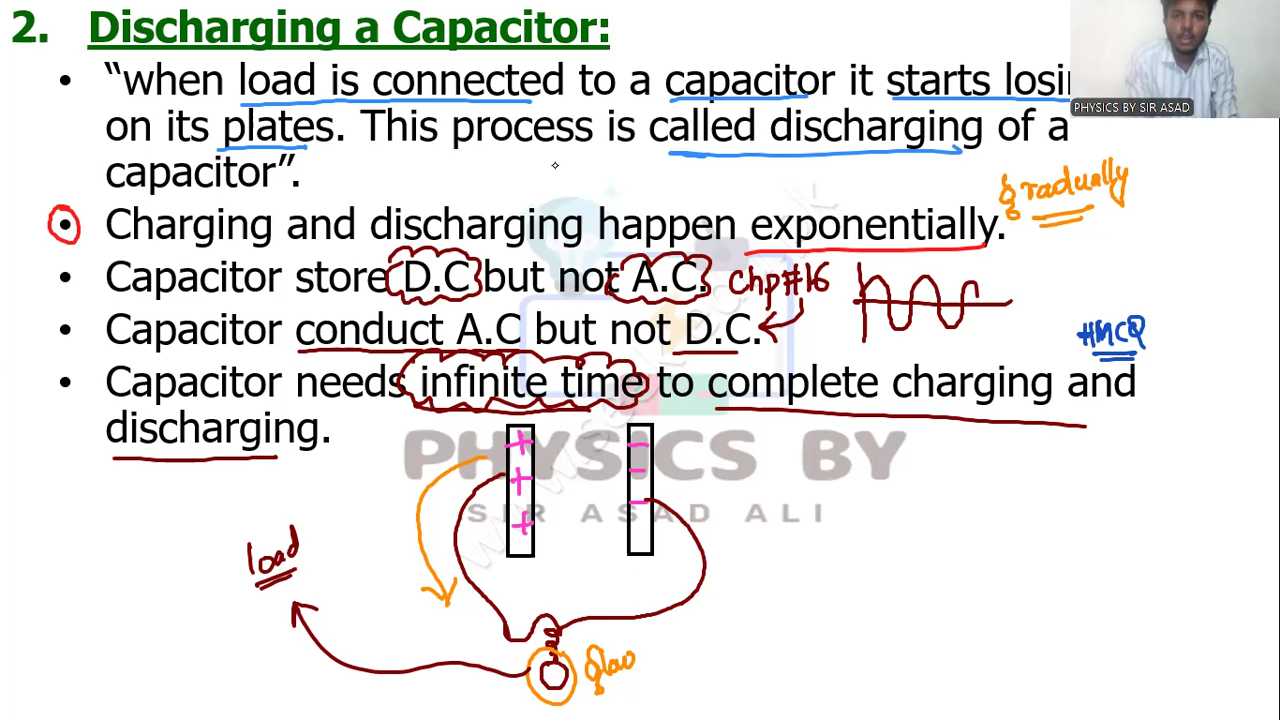 2. Discharging a Capacitor:
PHYSICS BY SIR ASAD
• “when load is connected to a capacitor it starts losi
on its plates. This process is called discharging of a
capacitor”.
gradually
• Charging and discharging happen exponentially.
• Capacitor store D.C but not A.C. Chp#16
• Capacitor conduct A.C but not D.C.
#MCQ
• Capacitor needs infinite time to complete charging and
discharging.
+ −
+ −
+ −
PHYSICS BY
SIR ASAD ALI
load